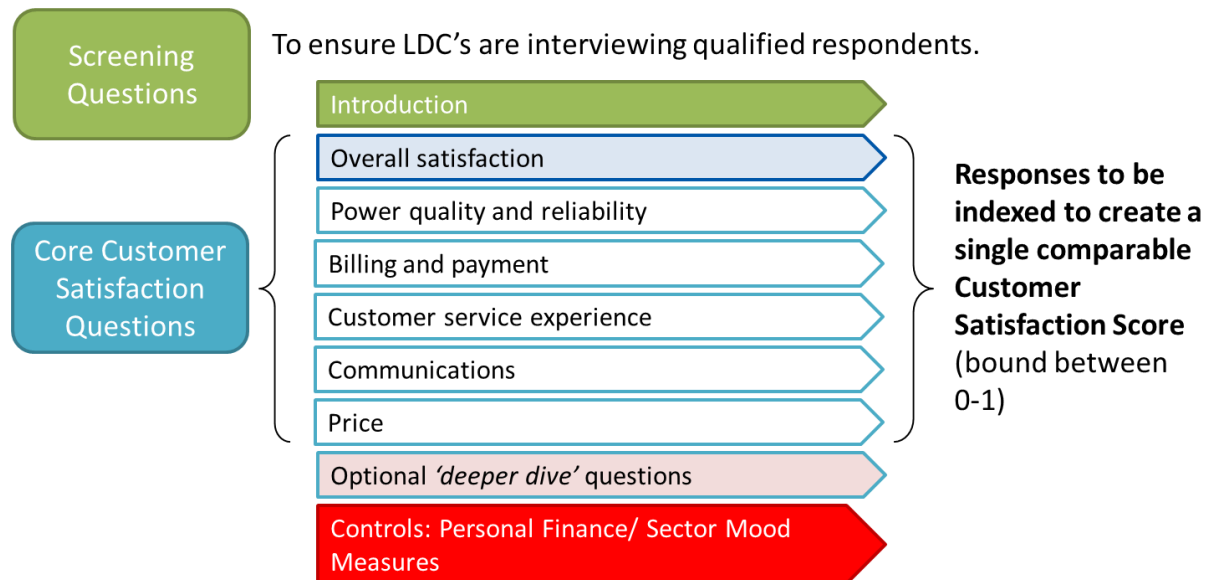 Screening
Questions
To ensure LDC’s are interviewing qualified respondents.
Introduction
Core Customer
Satisfaction
Questions
Overall satisfaction
Power quality and reliability
Billing and payment
Customer service experience
Communications
Price
Responses to be
indexed to create a
single comparable
Customer
Satisfaction Score
(bound between
0-1)
Optional ‘deeper dive’ questions
Controls: Personal Finance/ Sector Mood
Measures